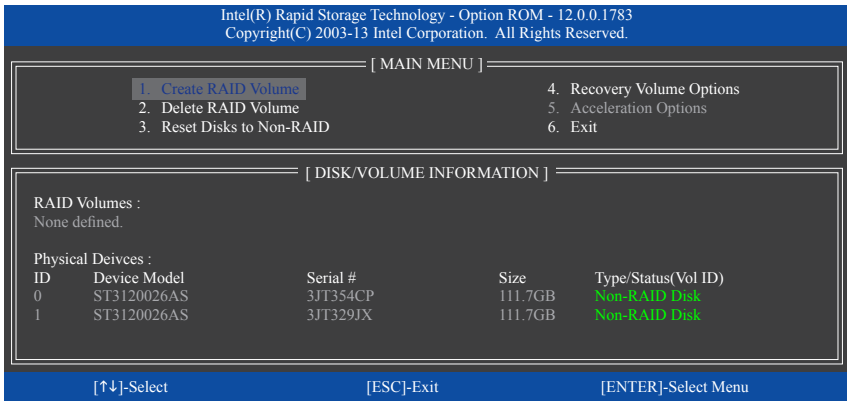 Intel(R) Rapid Storage Technology - Option ROM - 12.0.0.1783
Copyright(C) 2003-13 Intel Corporation. All Rights Reserved.
[ MAIN MENU ]
1. Create RAID Volume 4. Recovery Volume Options
2. Delete RAID Volume 5. Acceleration Options
3. Reset Disks to Non-RAID 6. Exit
[ DISK/VOLUME INFORMATION ]
RAID Volumes :
None defined.
Physical Deivces :
ID Device Model Serial # Size Type/Status(Vol ID)
0 ST3120026AS 3JT354CP 111.7GB Non-RAID Disk
1 ST3120026AS 3JT329JX 111.7GB Non-RAID Disk
[↑↓]-Select [ESC]-Exit [ENTER]-Select Menu